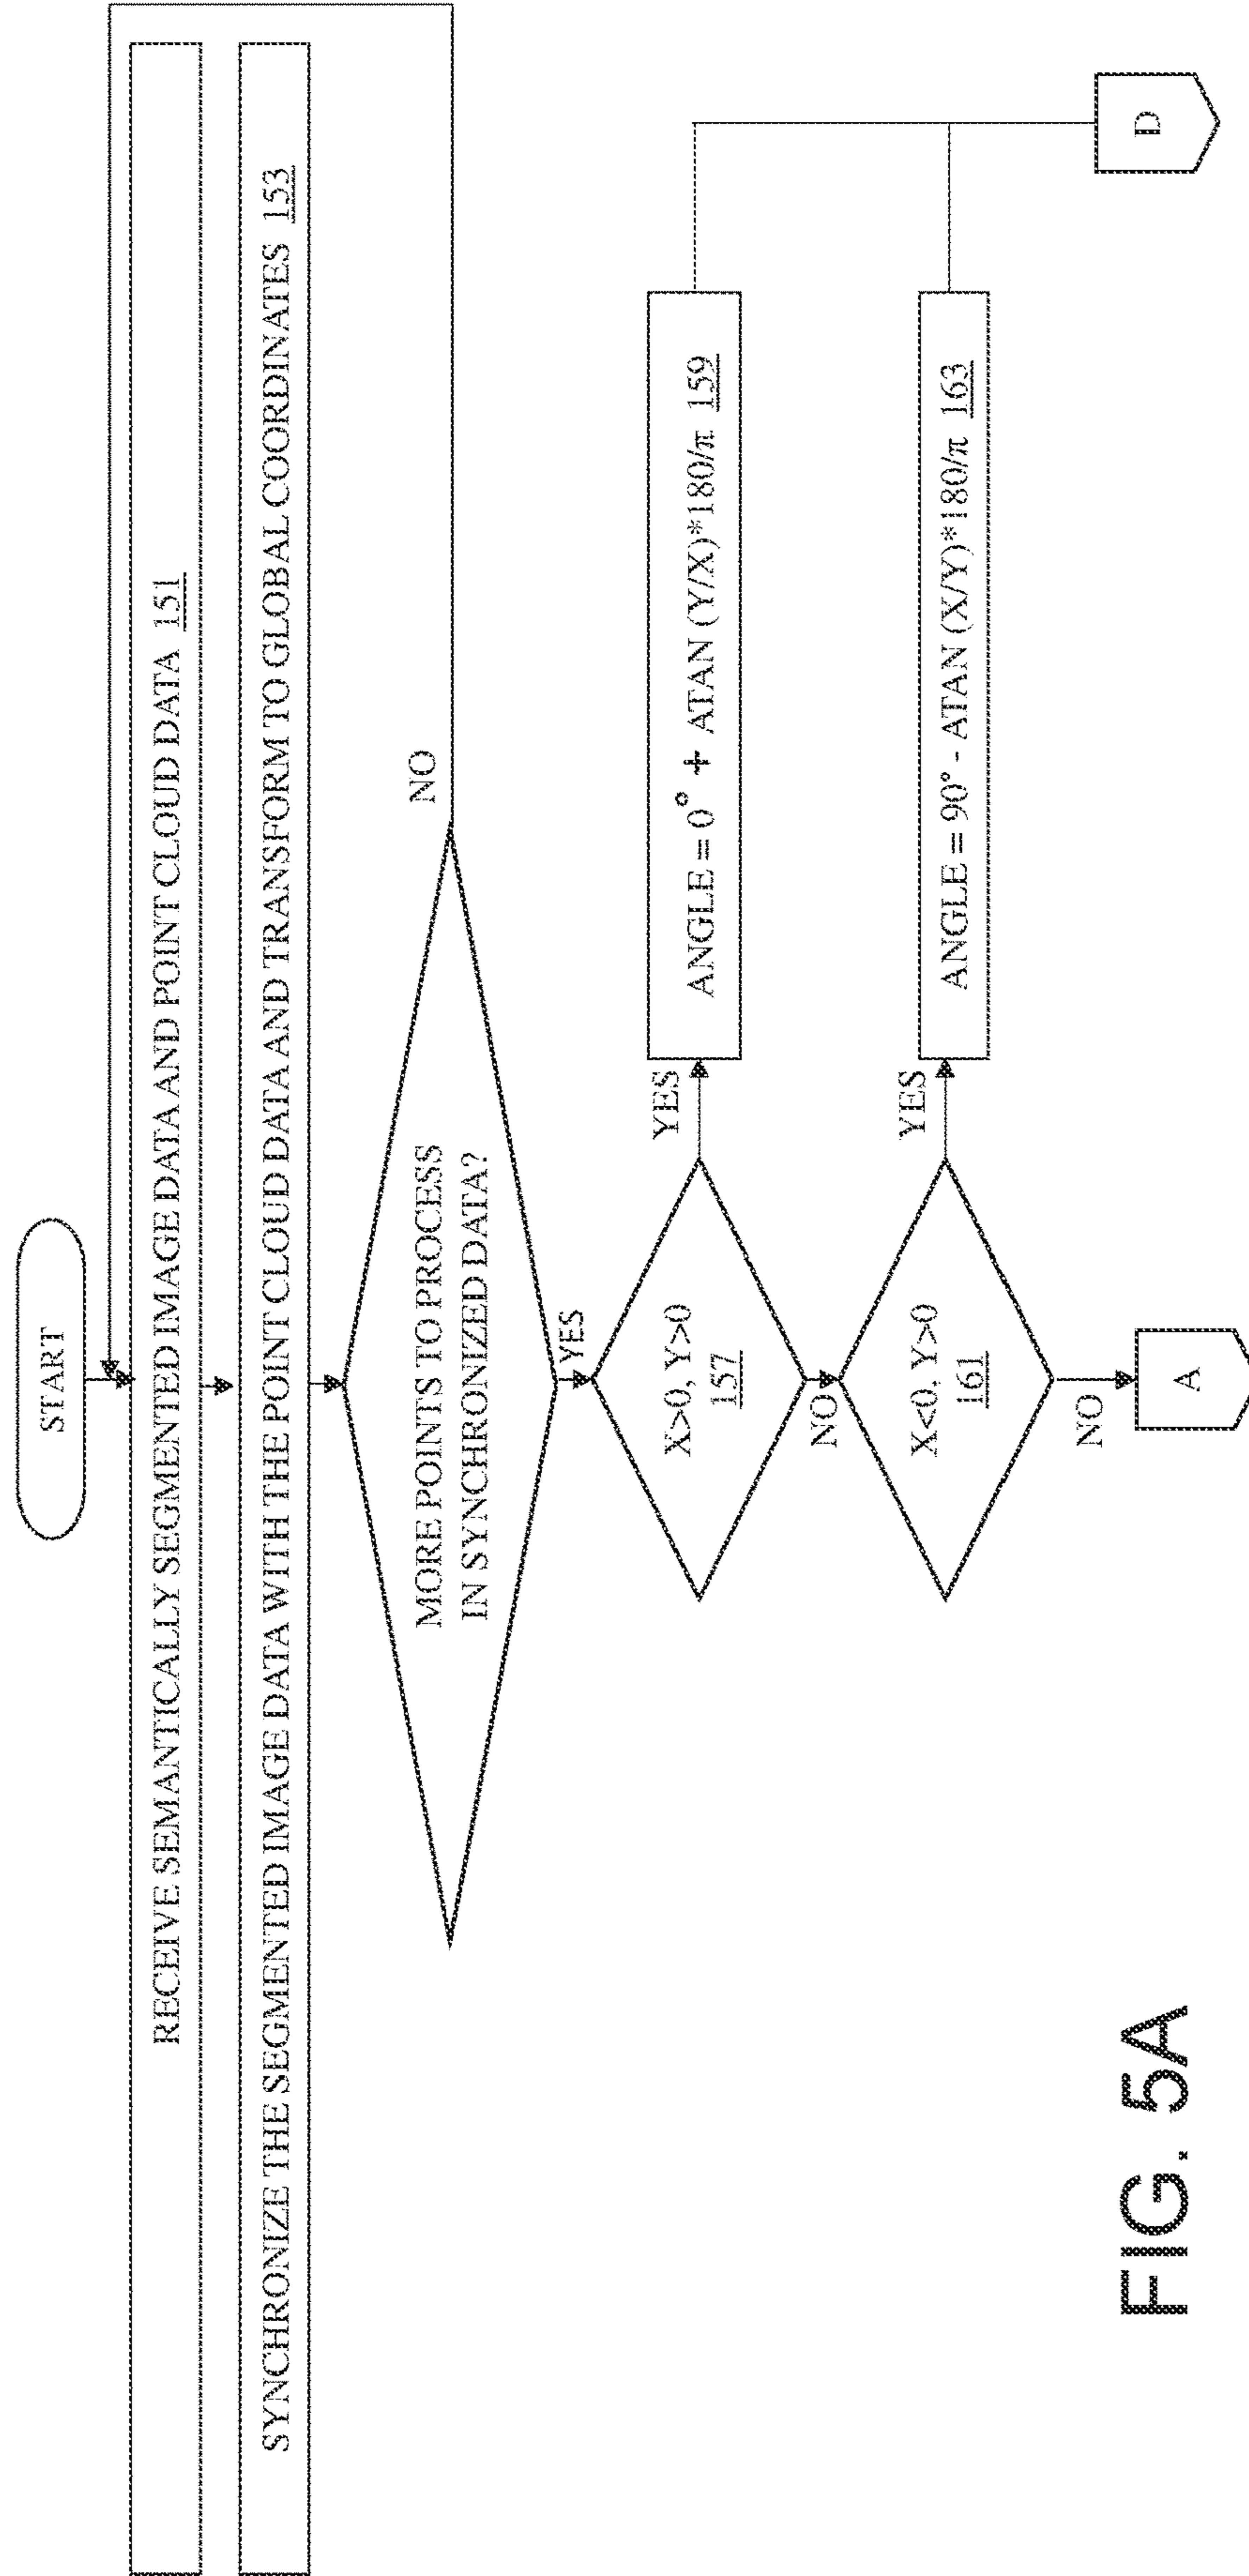 START
RECEIVE SEMANTICALLY SEGMENTED IMAGE DATA AND POINT CLOUD DATA 151
SYNCHRONIZE THE SEGMENTED IMAGE DATA WITH THE POINT CLOUD DATA AND TRANSFORM TO GLOBAL COORDINATES 153
MORE POINTS TO PROCESS
IN SYNCHRONIZED DATA?
NO
YES
X>0, Y>0
157
YES
ANGLE = 0° + ATAN (Y/X)*180/π 159
NO
X<0, Y>0
161
YES
ANGLE = 90° - ATAN (X/Y)*180/π 163
NO
A
D
FIG. 5A